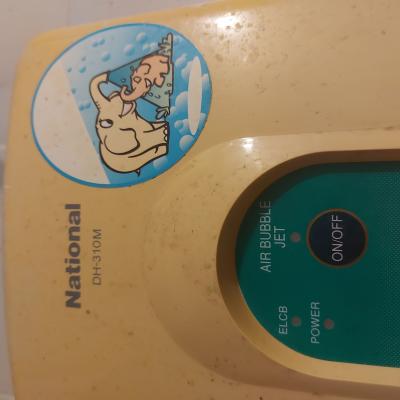 National
DH-310M
AIR BUBBLE
JET
ON/OFF
ELCB
POWER